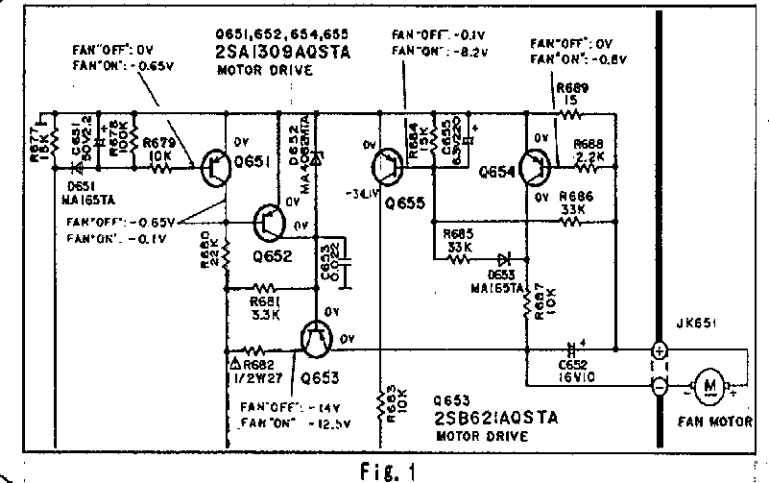 Q651,652,654,655
2SA1309AQSTA
MOTOR DRIVE
FAN"OFF": 0V
FAN"ON": -0.65V
FAN"OFF": -0.1V
FAN"ON": -8.2V
FAN"OFF": 0V
FAN"ON": -0.8V
R689
15
R677
15K
C651
50V2.2
R678
100K
R679
10K
D651
MA165TA
0V
Q651
D652
MA4082MTA
0V
-34.1V
Q655
R684
15K
C655
6.3V220
0V
Q654
0V
R688
2.2K
R686
33K
FAN"OFF": -0.65V
FAN"ON": -0.1V
0V
0V
Q652
R680
22K
C653
0.022
R685
33K
D653
MA165TA
R687
10K
R681
3.3K
0V
0V
Q653
R682
1/2W27
FAN"OFF": -14V
FAN"ON" -12.5V
R683
10K
C652
16V10
JK651
+
-
M
- +
FAN MOTOR
Q653
2SB621AQSTA
MOTOR DRIVE
Fig. 1